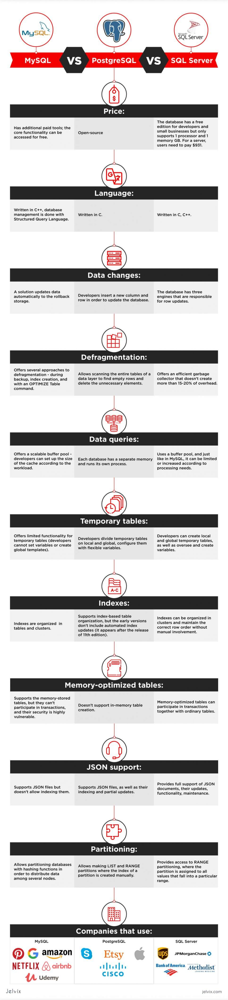 MySQL
Microsoft
SQL Server
MySQL VS PostgreSQL VS SQL Server
$
Price:
Has additional paid tools; the
core functionality can be
accessed for free.
Open-source
The database has a free
edition for developers and
small businesses but only
supports 1 processor and 1
memory GB. For a server,
users need to pay $931.
G 文
Language:
Written in C++, database
management is done with
Structured Query Language.
Written in C.
Written in C, C++.
Data changes:
A solution updates data
automatically to the rollback
storage.
Developers insert a new column and
row in order to update the database.
The database has three
engines that are responsible
for row updates.
Defragmentation:
Offers several approaches to
defragmentation - during
backup, index creation, and
with an OPTIMIZE Table
command.
Allows scanning the entire tables of a
data layer to find empty rows and
delete the unnecessary elements.
Offers an efficient garbage
collector that doesn't create
more than 15-20% of overhead.
Data queries:
Offers a scalable buffer pool -
developers can set up the size
of the cache according to the
workload.
Each database has a separate memory
and runs its own process.
Uses a buffer pool, and just
like in MySQL, it can be limited
or increased according to
processing needs.
Temporary tables:
Offers limited functionality for
temporary tables (developers
cannot set variables or create
global templates).
Developers divide temporary tables
on local and global, configure them
with flexible variables.
Developers can create local
and global temporary tables,
as well as oversee and create
variables.
A-C
Indexes:
Indexes are organized in
tables and clusters.
Supports index-based table
organization, but the early versions
don't include automated index
updates (it appears after the release
of 11th edition).
Indexes can be organized in
clusters and maintain the
correct row order without
manual involvement.
Memory-optimized tables:
Supports the memory-stored
tables, but they can't
participate in transactions,
and their security is highly
vulnerable.
Doesn't support in-memory table
creation.
Memory-optimized tables can
participate in transactions
together with ordinary tables.
JSON support:
Supports JSON files but
doesn't allow indexing them.
Supports JSON files, as well as their
indexing and partial updates.
Provides full support of JSON
documents, their updates,
functionality, maintenance.
Partitioning:
Allows partitioning databases
with hashing functions in
order to distribute data
among several nodes.
Allows making LIST and RANGE
partitions where the index of a
partition is created manually.
Provides access to RANGE
partitioning, where the
partition is assigned to all
values that fall into a particular
range.
Companies that use:
MySQL
G amazon
NETFLIX airbnb
Udemy
PostgreSQL
S Etsy
CISCO
SQL Server
ups JPMorganChase
Bank of America
HOUSTON
Methodist
LEADING MEDICINE
Jelvix
jelvix.com